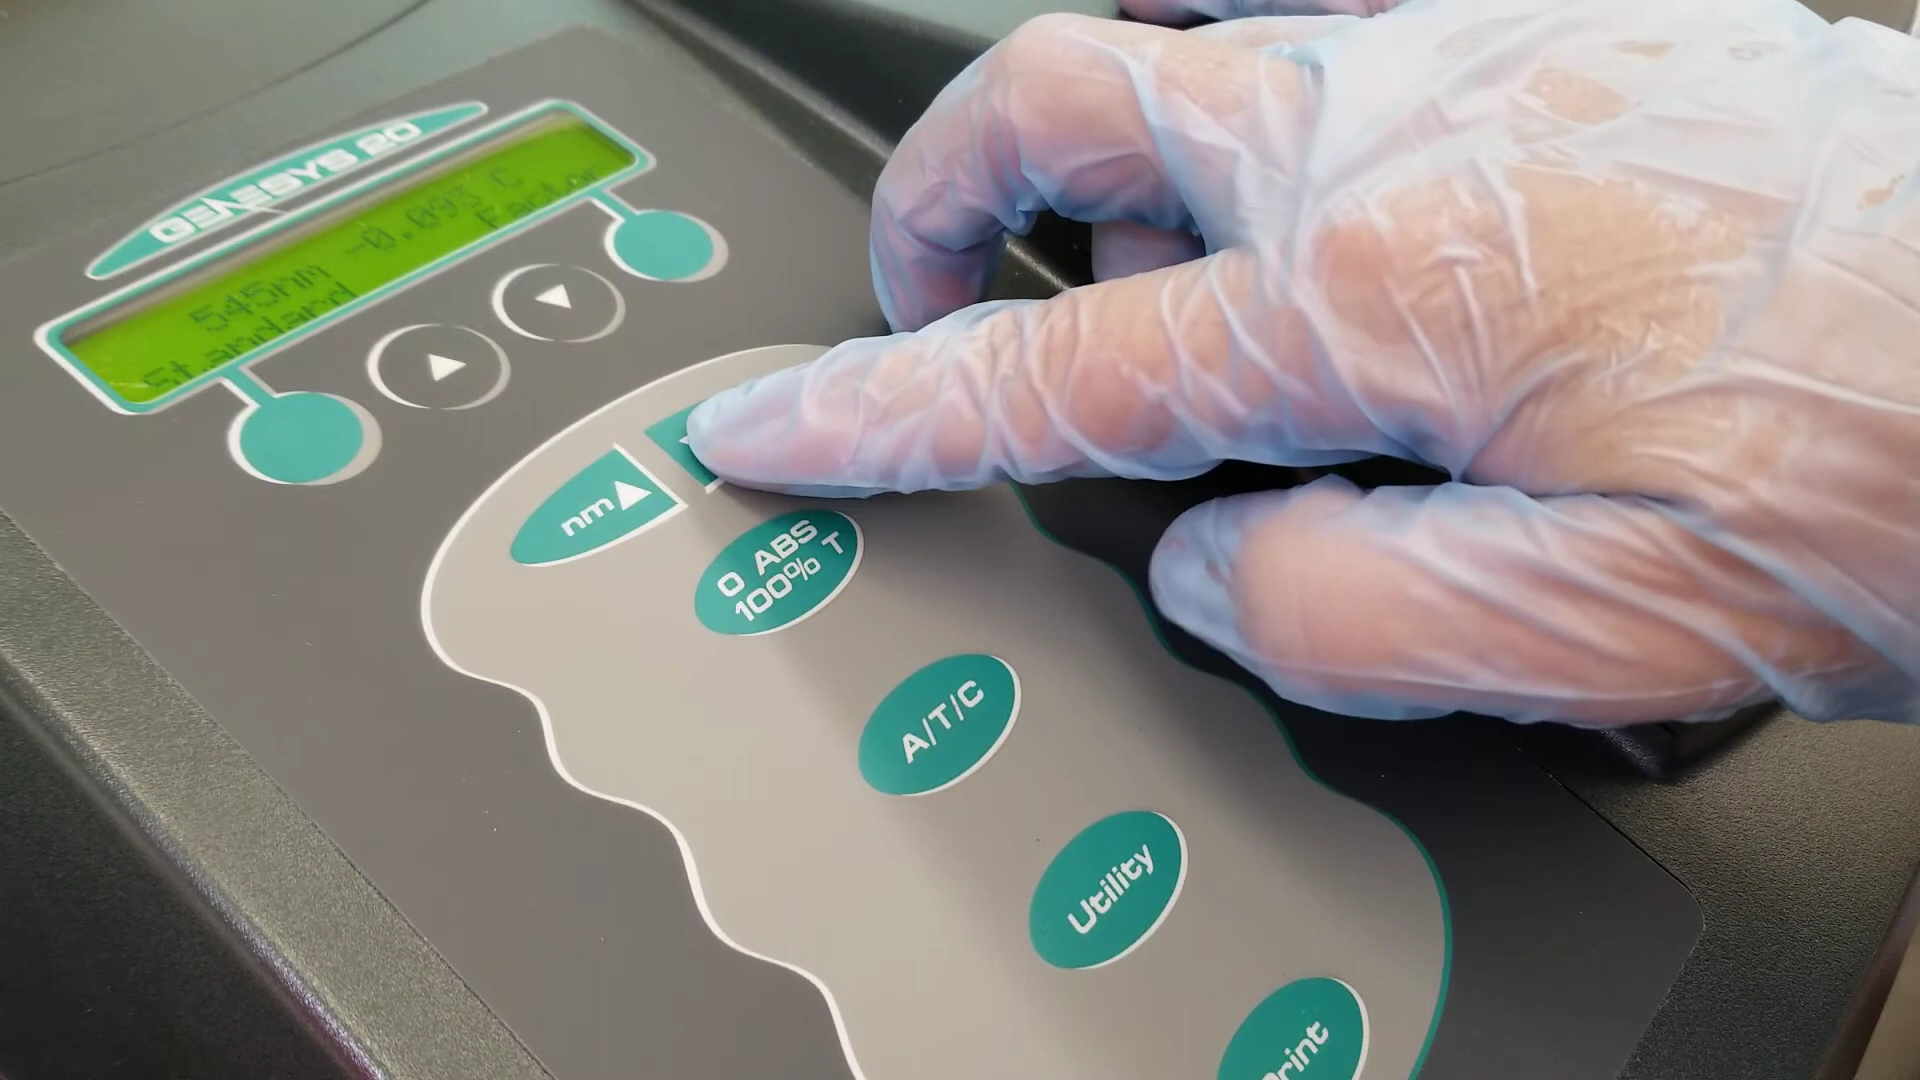 GENESYS 20
545nm -0.093 C
Standard Factor
nm
0 ABS
100% T
A/T/C
Utility
Print